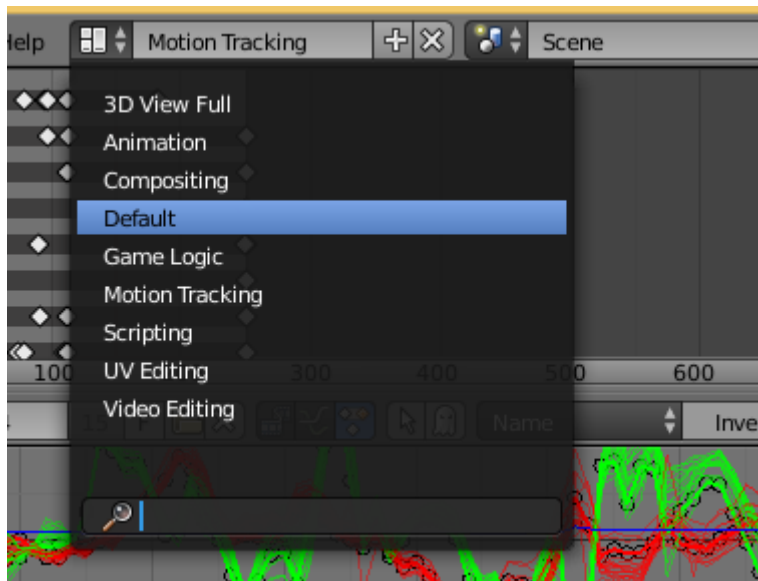 Help Motion Tracking Scene
3D View Full
Animation
Compositing
Default
Game Logic
Motion Tracking
Scripting
UV Editing
100 300 400 500 600
Video Editing
15 F Name Inve